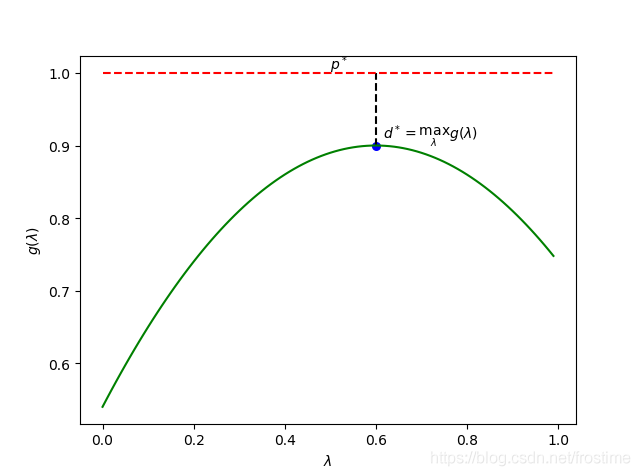 p*
1.0
d* = max g(λ)
λ
0.9
0.8
g(λ)
0.7
0.6
0.0 0.2 0.4 0.6 0.8 1.0
λ
https://blog.csdn.net/frostime